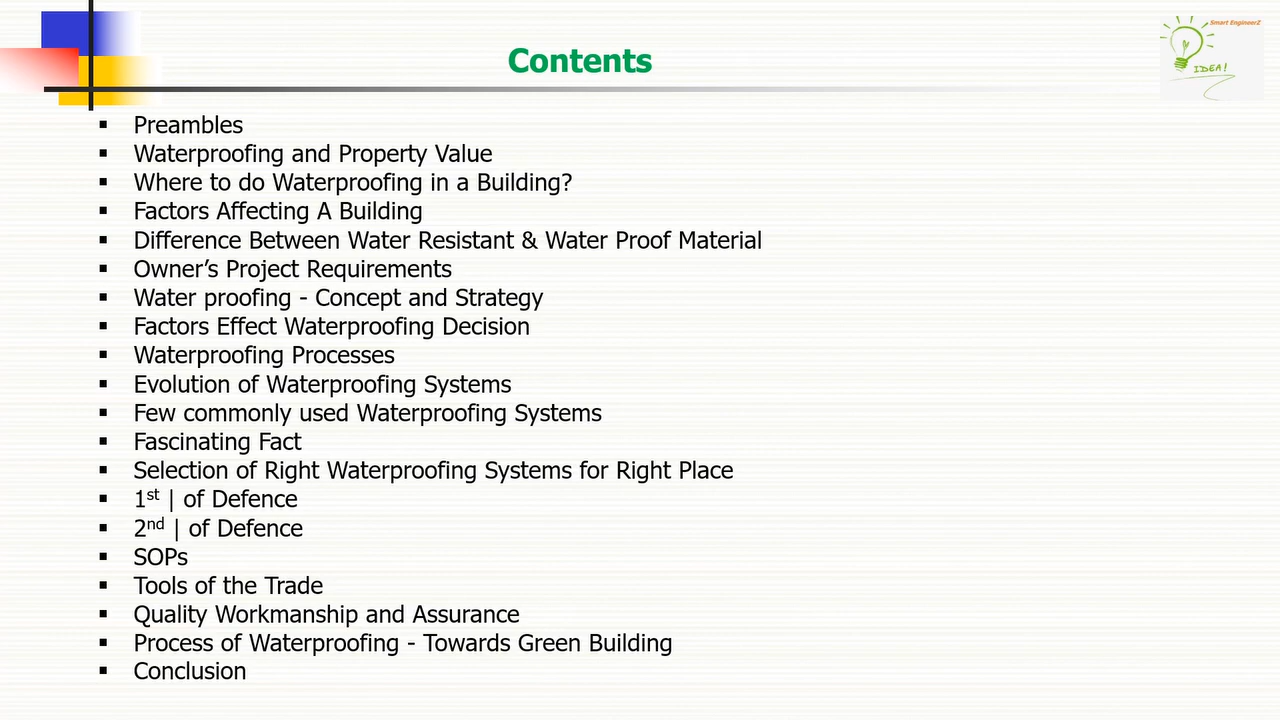 Contents
Smart EngineerZ
IDEA!
▪ Preambles
▪ Waterproofing and Property Value
▪ Where to do Waterproofing in a Building?
▪ Factors Affecting A Building
▪ Difference Between Water Resistant & Water Proof Material
▪ Owner’s Project Requirements
▪ Water proofing - Concept and Strategy
▪ Factors Effect Waterproofing Decision
▪ Waterproofing Processes
▪ Evolution of Waterproofing Systems
▪ Few commonly used Waterproofing Systems
▪ Fascinating Fact
▪ Selection of Right Waterproofing Systems for Right Place
▪ 1st | of Defence
▪ 2nd | of Defence
▪ SOPs
▪ Tools of the Trade
▪ Quality Workmanship and Assurance
▪ Process of Waterproofing - Towards Green Building
▪ Conclusion